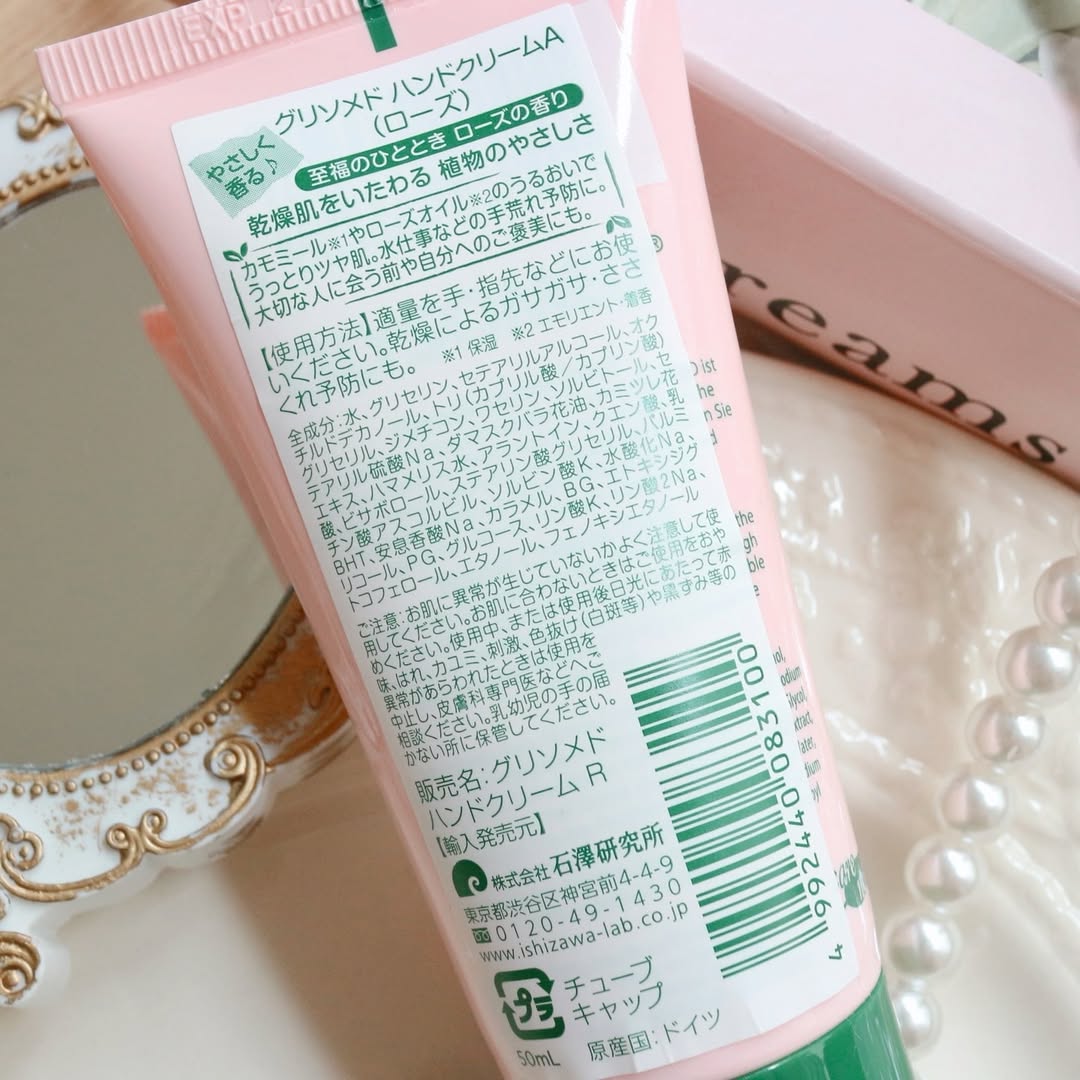 EXP
グリソメド ハンドクリームA
(ローズ)
やさしく
香る♪
至福のひととき ローズの香り
乾燥肌をいたわる 植物のやさしさ
カモミール※1やローズオイル※2のうるおいで
うっとりツヤ肌。水仕事などの手荒れ予防に。
大切な人に会う前や自分へのご褒美にも。
【使用方法】適量を手・指先などにお使
いください。乾燥によるガサガサ・ささ
くれ予防にも。
※1 保湿 ※2 エモリエント・着香
全成分:水、グリセリン、セテアリルアルコール、オク
チルドデカノール、トリ(カプリル酸/カプリン酸)
グリセリル、ジメチコン、ワセリン、ソルビトール、セ
テアリル硫酸Na、ダマスクバラ花油、カミツレ花
エキス、ハマメリス水、アラントイン、クエン酸、乳
酸、ビサボロール、ステアリン酸グリセリル、パルミ
チン酸アスコルビル、ソルビン酸K、水酸化Na、
BHT、安息香酸Na、カラメル、BG、エトキシジグ
リコール、PG、グルコース、リン酸K、リン酸2Na、
トコフェロール、エタノール、フェノキシエタノール
ご注意:お肌に異常が生じていないかよく注意して使
用してください。お肌に合わないときはご使用をおや
めください。使用中、または使用後日光にあたって赤
味、はれ、カユミ、刺激、色抜け(白斑等)や黒ずみ等の
異常があらわれたときは使用を
中止し、皮膚科専門医などへご
相談ください。乳幼児の手の届
かない所に保管してください。
販売名:グリソメド
ハンドクリーム R
【輸入発売元】
株式会社 石澤研究所
東京都渋谷区神宮前4-4-9
0120-49-1430
www.ishizawa-lab.co.jp
プラ
チューブ
キャップ
50mL
原産国:ドイツ
4 992440 083100
®
ist
Sie
the
reams